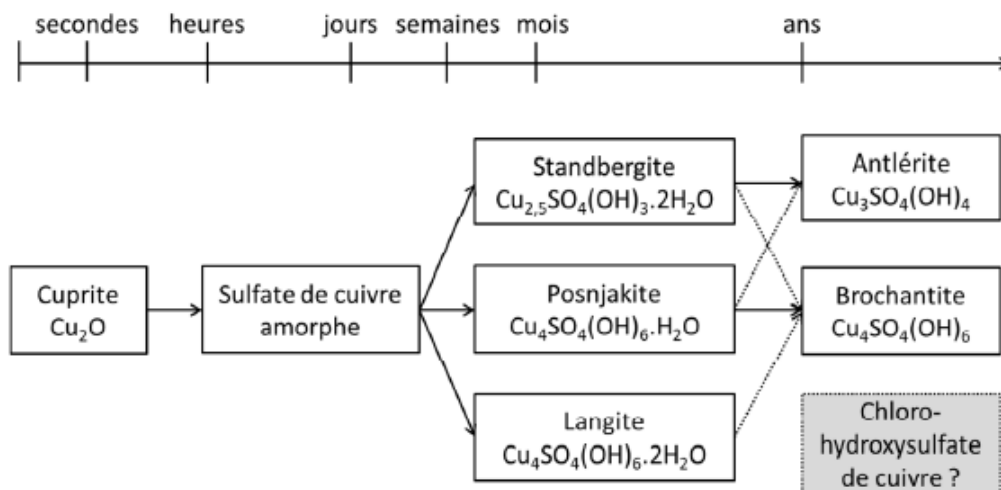 secondes heures jours semaines mois ans
Standbergite
Cu2,5SO4(OH)3.2H2O
Antlérite
Cu3SO4(OH)4
Cuprite
Cu2O
Sulfate de cuivre
amorphe
Posnjakite
Cu4SO4(OH)6.H2O
Brochantite
Cu4SO4(OH)6
Langite
Cu4SO4(OH)6.2H2O
Chloro-
hydroxysulfate
de cuivre ?